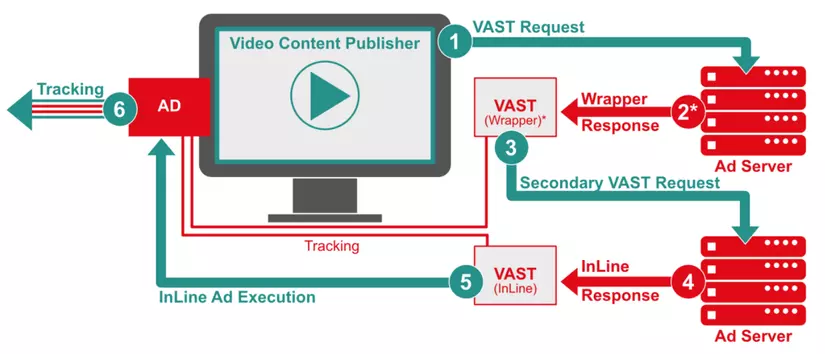 Video Content Publisher
1
VAST Request
Tracking
6
AD
VAST
(Wrapper)*
Wrapper
Response
2*
Ad Server
3
Secondary VAST Request
Tracking
InLine Ad Execution
5
VAST
(InLine)
InLine
Response
4
Ad Server